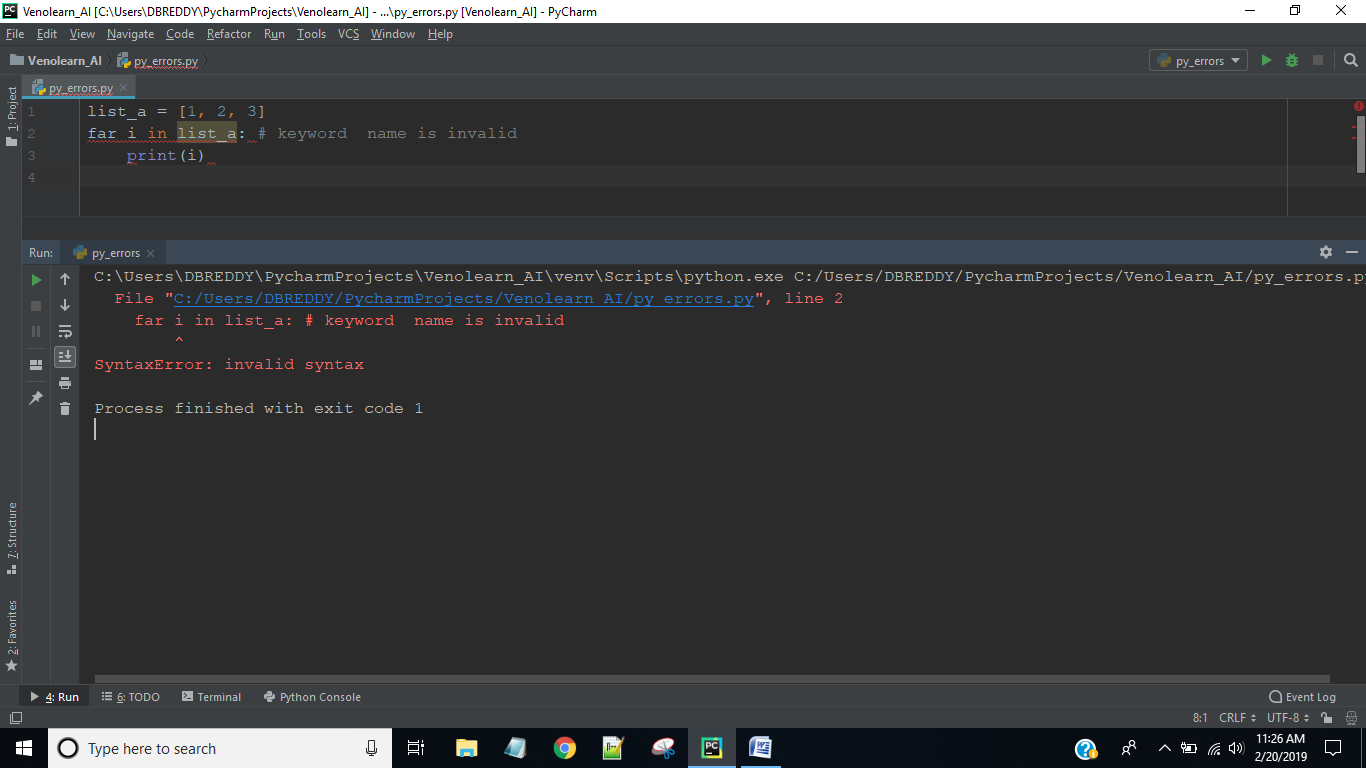 Venolearn_AI [C:\Users\DBREDDY\PycharmProjects\Venolearn_AI] - ...\py_errors.py [Venolearn_AI] - PyCharm
File Edit View Navigate Code Refactor Run Tools VCS Window Help
Venolearn_AI py_errors.py py_errors
py_errors.py
1: Project
1 list_a = [1, 2, 3]
2 far i in list_a: # keyword  name is invalid
3     print(i)
4
Run: py_errors
C:\Users\DBREDDY\PycharmProjects\Venolearn_AI\venv\Scripts\python.exe C:/Users/DBREDDY/PycharmProjects/Venolearn_AI/py_errors.py
  File "C:/Users/DBREDDY/PycharmProjects/Venolearn_AI/py_errors.py", line 2
    far i in list_a: # keyword  name is invalid
        ^
SyntaxError: invalid syntax
Process finished with exit code 1
7: Structure
2: Favorites
4: Run 6: TODO Terminal Python Console Event Log
8:1 CRLF UTF-8
Type here to search
11:26 AM
2/20/2019